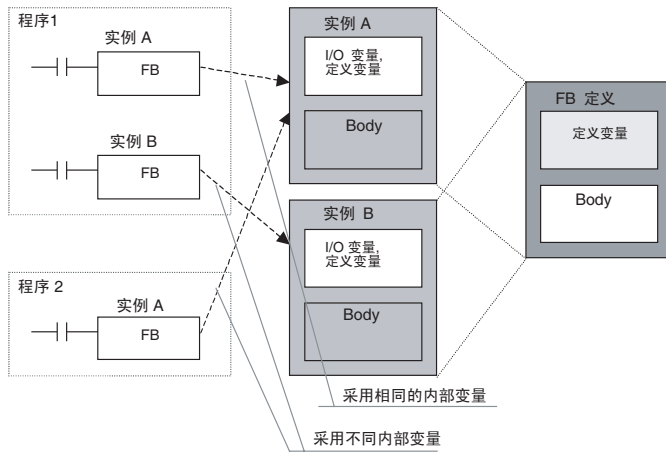 程序1
实例 A
FB
实例 B
FB
程序 2
实例 A
FB
实例 A
I/O 变量,
定义变量
Body
实例 B
I/O 变量,
定义变量
Body
FB 定义
定义变量
Body
采用相同的内部变量
采用不同内部变量